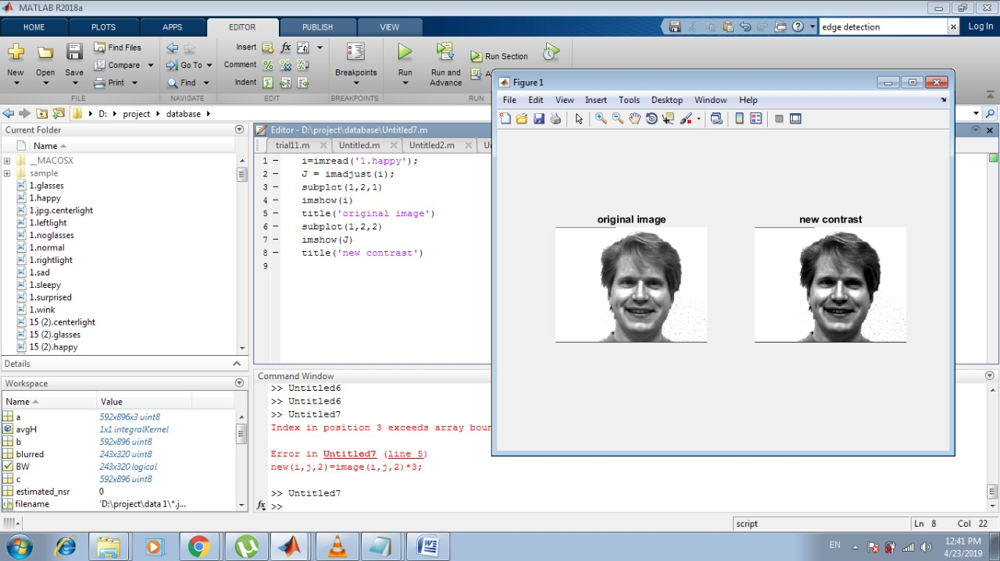 MATLAB R2018a
HOME PLOTS APPS EDITOR PUBLISH VIEW
edge detection
Log In
Find Files Insert fx
New Open Save Compare Go To Comment Breakpoints Run Run and Advance Run Section
Print Find Indent
FILE NAVIGATE EDIT BREAKPOINTS RUN
D: project database
Current Folder
Name
__MACOSX
sample
1.glasses
1.happy
1.jpg.centerlight
1.leftlight
1.noglasses
1.normal
1.rightlight
1.sad
1.sleepy
1.surprised
1.wink
15 (2).centerlight
15 (2).glasses
15 (2).happy
Details
Workspace
Name Value
a 592x896x3 uint8
avgH 1x1 integralKernel
b 592x896 uint8
blurred 243x320 uint8
BW 243x320 logical
c 592x896 uint8
estimated_nsr 0
filename 'D:\project\data 1\*.j...
Editor - D:\project\database\Untitled7.m
trial11.m Untitled.m Untitled2.m
1 i=imread('1.happy');
2 J = imadjust(i);
3 subplot(1,2,1)
4 imshow(i)
5 title('original image')
6 subplot(1,2,2)
7 imshow(J)
8 title('new contrast')
9
Command Window
>> Untitled6
>> Untitled6
>> Untitled7
Index in position 3 exceeds array boun
Error in Untitled7 (line 5)
new(i,j,2)=image(i,j,2)*3;
>> Untitled7
fx >>
Figure 1
File Edit View Insert Tools Desktop Window Help
original image new contrast
script Ln 8 Col 22
EN
12:41 PM
4/23/2019